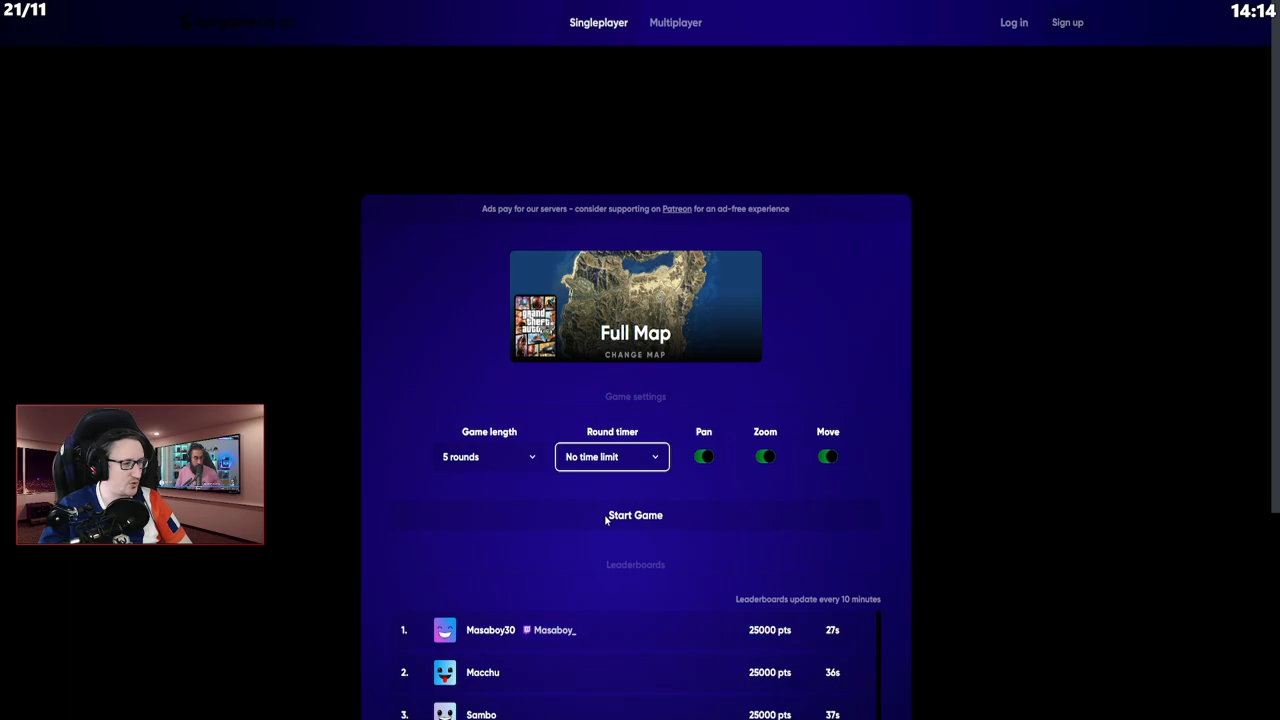 21/11
14:14
Singleplayer Multiplayer Log in Sign up
Ads pay for our servers - consider supporting on Patreon for an ad-free experience
grand theft auto
Full Map
CHANGE MAP
Game settings
Game length Round timer Pan Zoom Move
5 rounds No time limit
Start Game
Leaderboards
Leaderboards update every 10 minutes
1. Masaboy30 Masaboy_ 25000 pts 27s
2. Macchu 25000 pts 36s
3. Sambo 25000 pts 37s